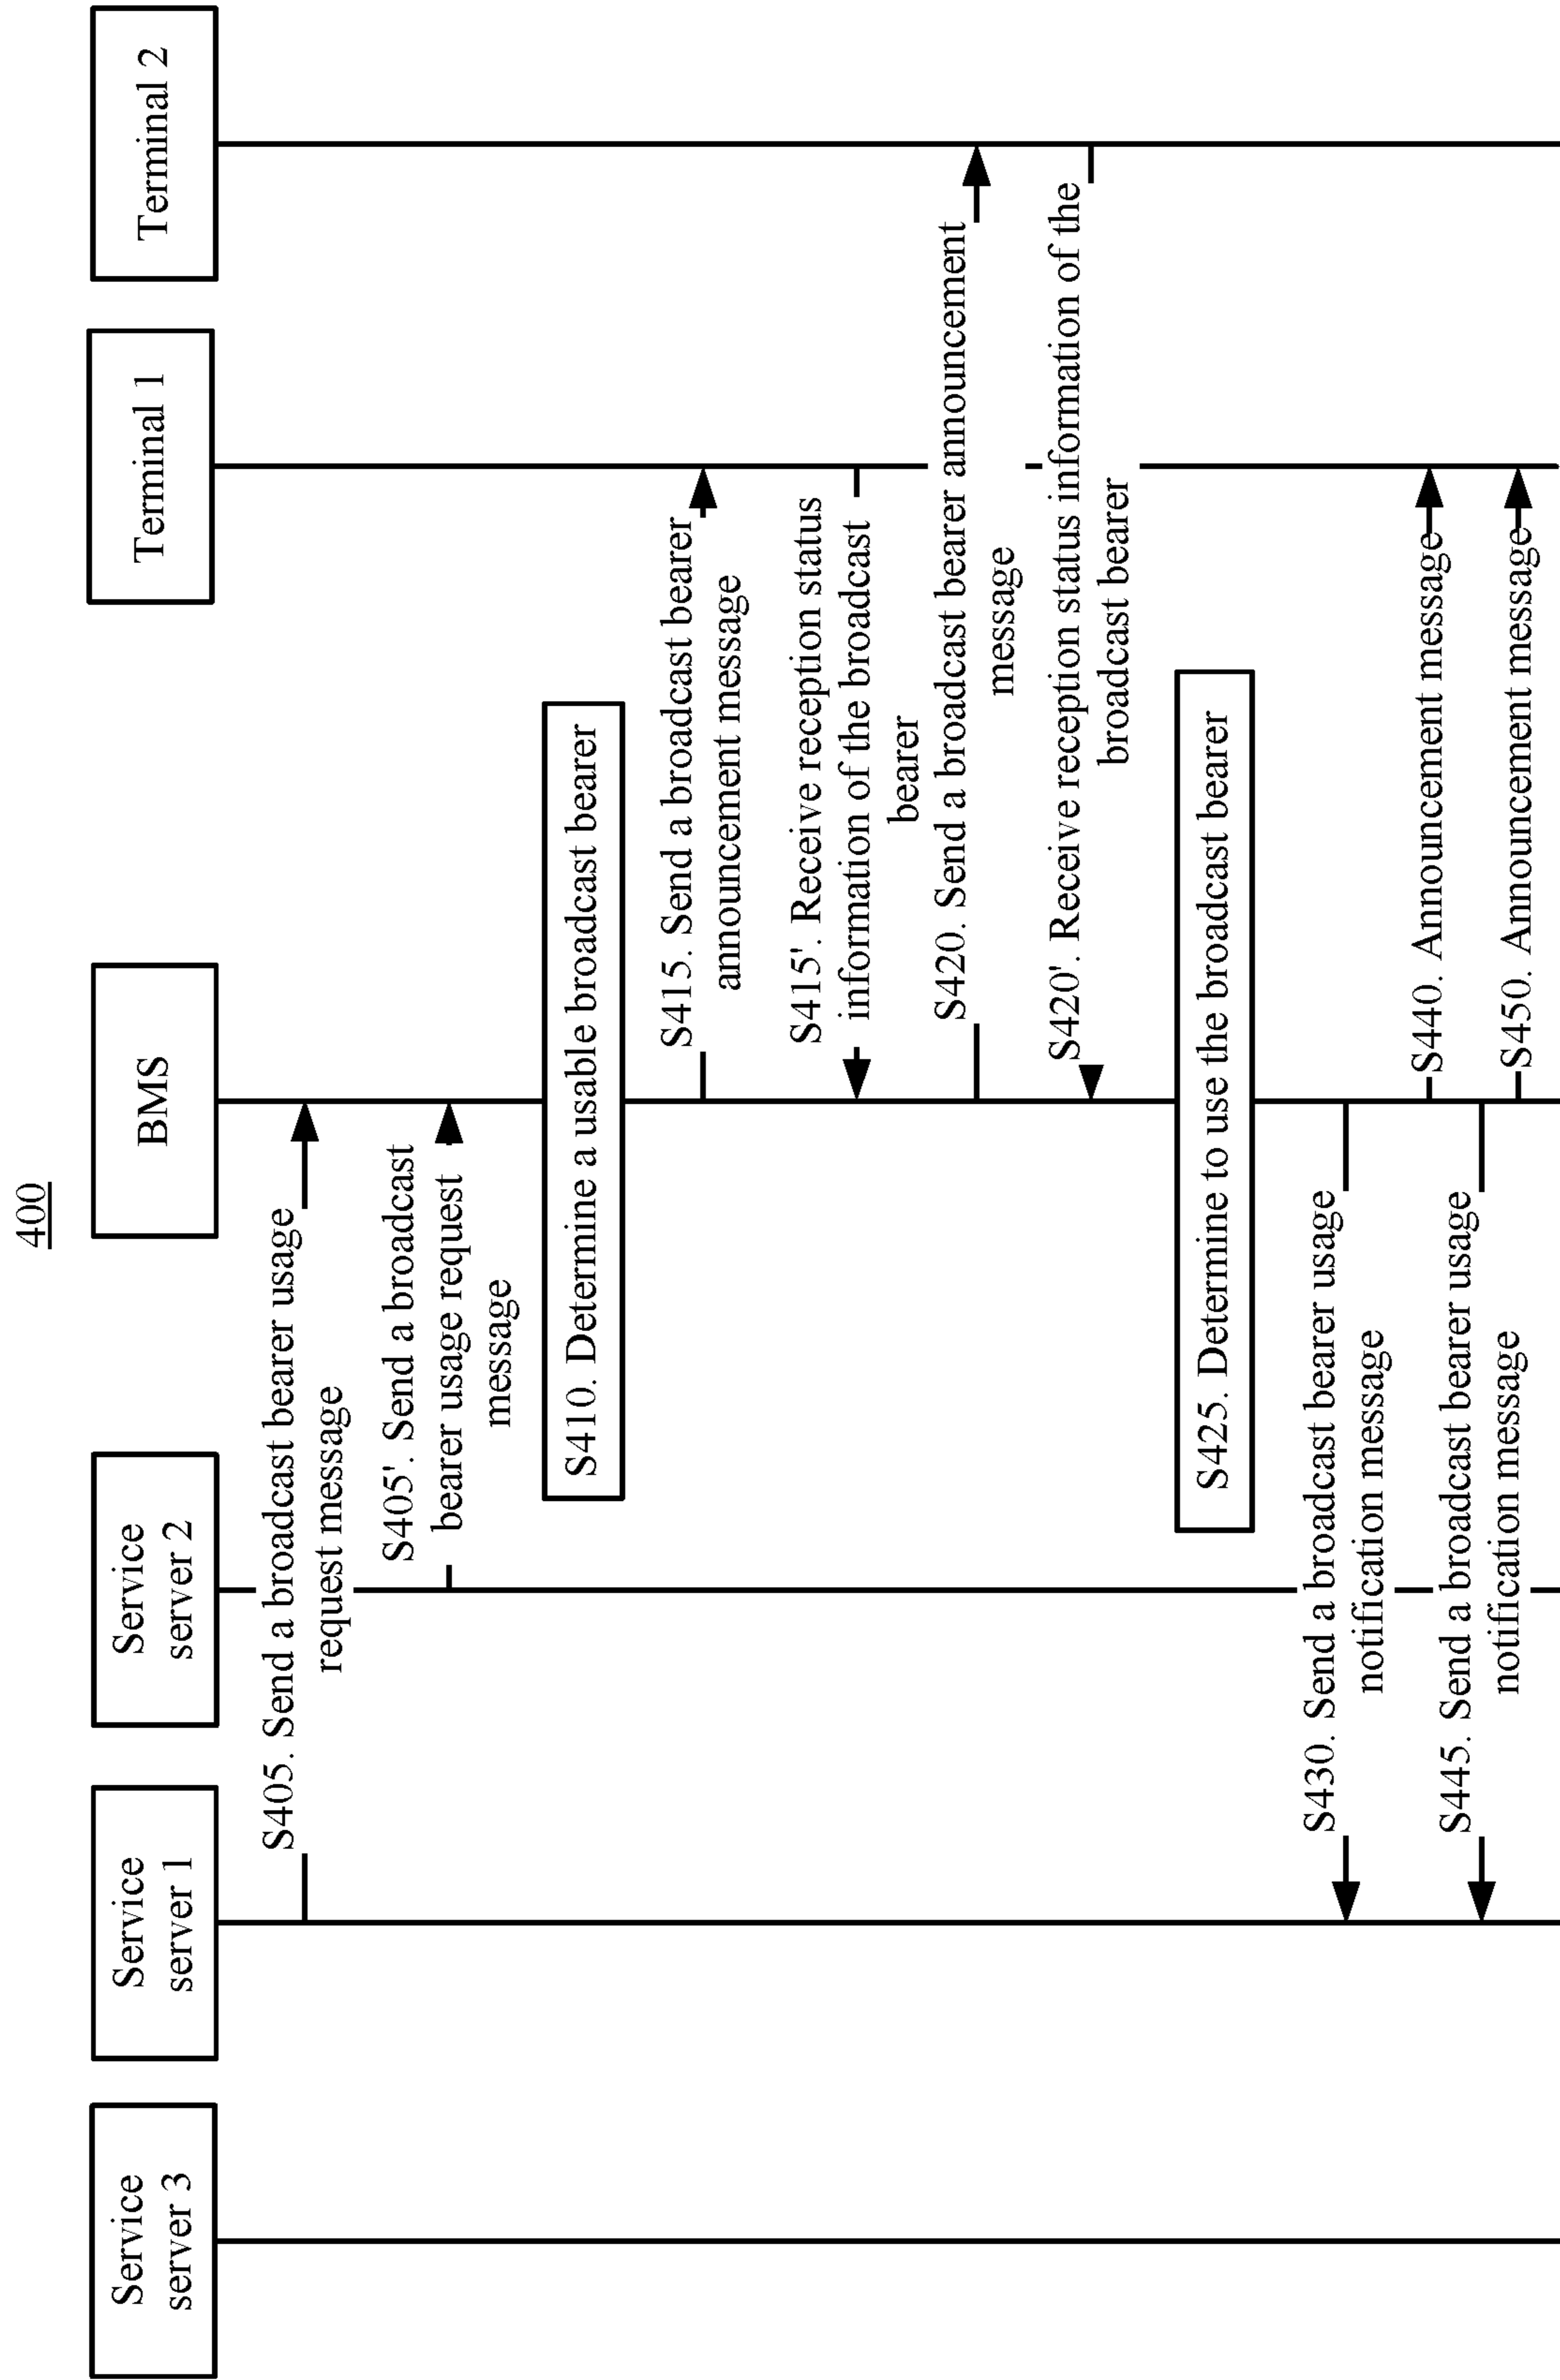 400
Service
server 3
Service
server 1
Service
server 2
BMS
Terminal 1
Terminal 2
S405. Send a broadcast bearer usage
request message
S405'. Send a broadcast
bearer usage request
message
S410. Determine a usable broadcast bearer
S415. Send a broadcast bearer
announcement message
S415'. Receive reception status
information of the broadcast
bearer
S420. Send a broadcast bearer announcement
message
S420'. Receive reception status information of the
broadcast bearer
S425. Determine to use the broadcast bearer
S430. Send a broadcast bearer usage
notification message
S440. Announcement message
S445. Send a broadcast bearer usage
notification message
S450. Announcement message